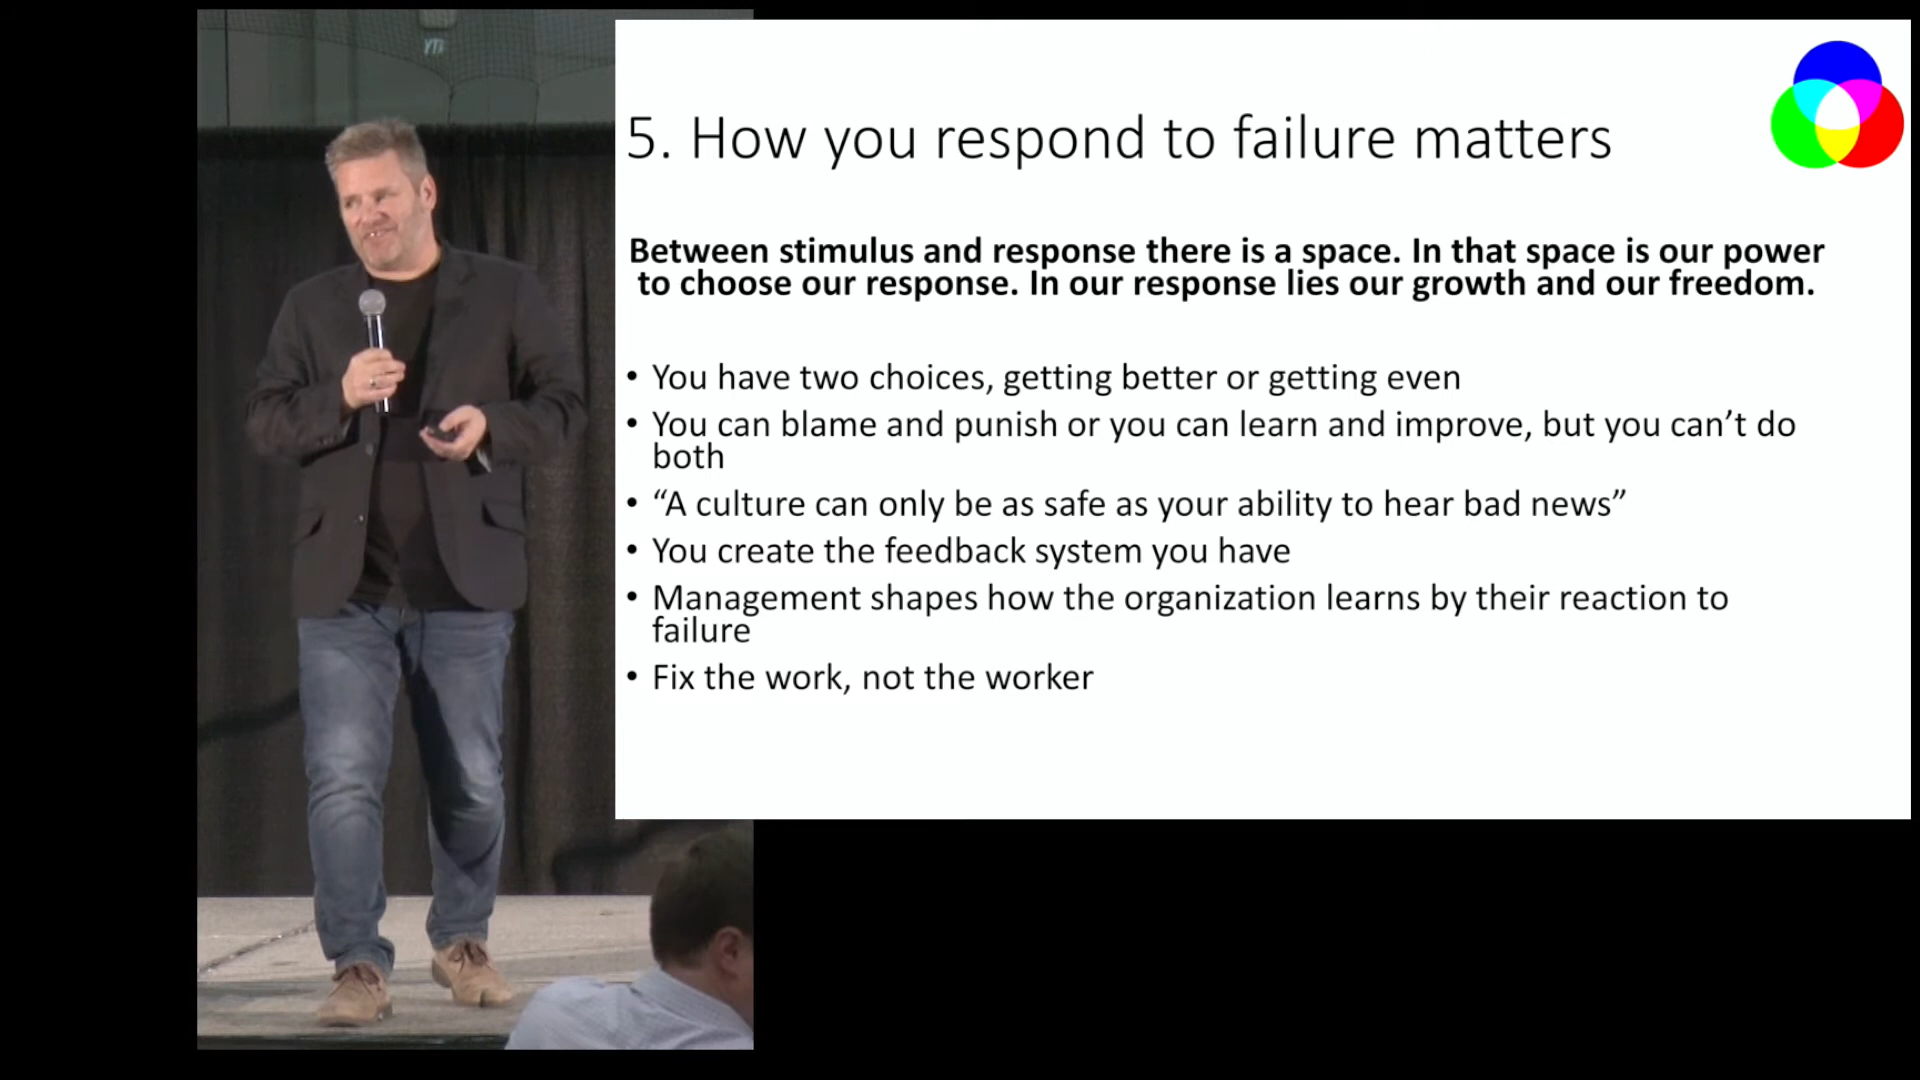 5. How you respond to failure matters
Between stimulus and response there is a space. In that space is our power
to choose our response. In our response lies our growth and our freedom.
• You have two choices, getting better or getting even
• You can blame and punish or you can learn and improve, but you can’t do
both
• “A culture can only be as safe as your ability to hear bad news”
• You create the feedback system you have
• Management shapes how the organization learns by their reaction to
failure
• Fix the work, not the worker